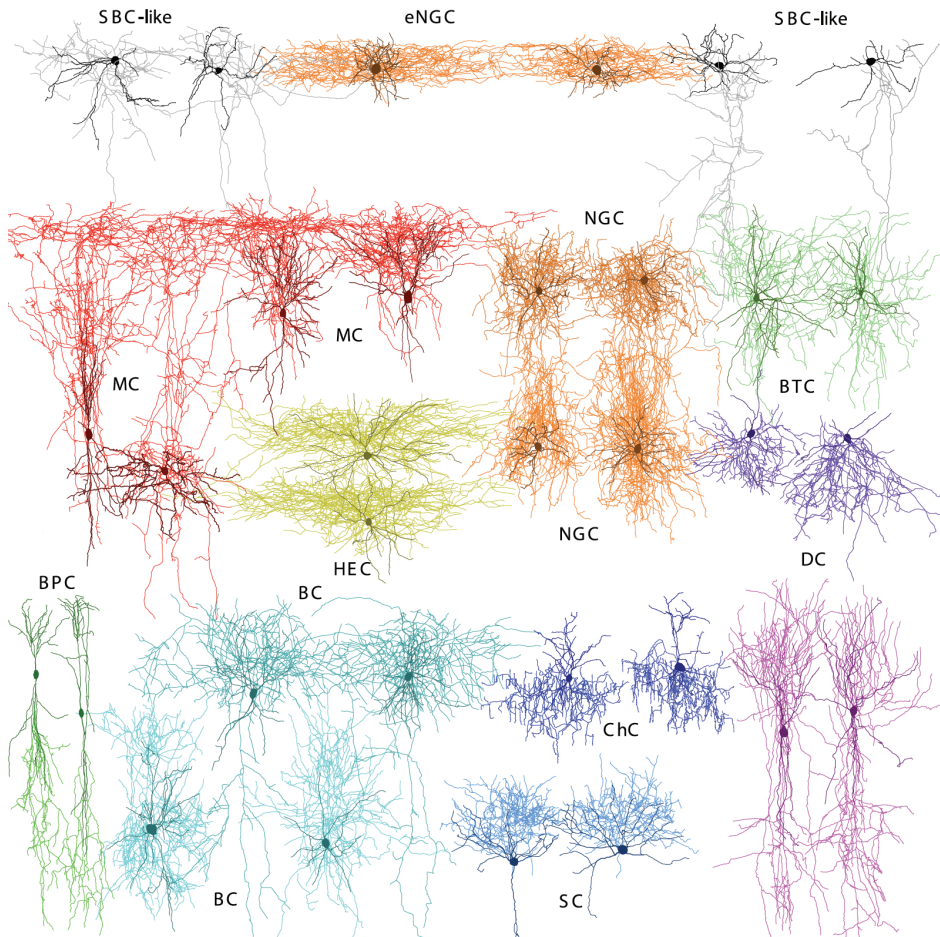 SBC-like
eNGC
SBC-like
NGC
MC
MC
BTC
NGC
HEC
DC
BPC
BC
ChC
BC
SC